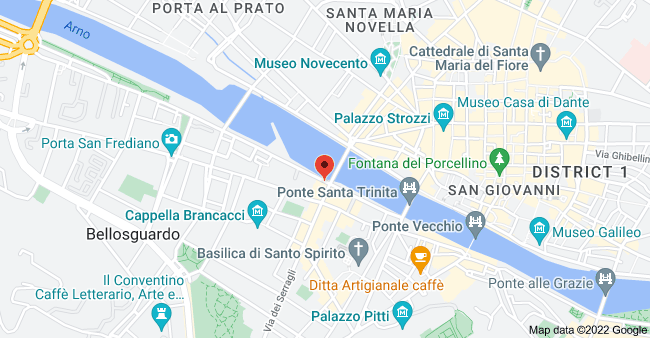 PORTA AL PRATO
SANTA MARIA
NOVELLA
Arno
Cattedrale di Santa
Maria del Fiore
Museo Novecento
Museo Casa di Dante
Palazzo Strozzi
Porta San Frediano
Via Ghibellin
Fontana del Porcellino
DISTRICT 1
Ponte Santa Trinita
SAN GIOVANNI
Cappella Brancacci
Ponte Vecchio
Bellosguardo
Museo Galileo
Basilica di Santo Spirito
Il Conventino
Caffè Letterario, Arte e...
Ditta Artigianale caffè
Ponte alle Grazie
Via dei Serragli
Palazzo Pitti
Map data ©2022 Google